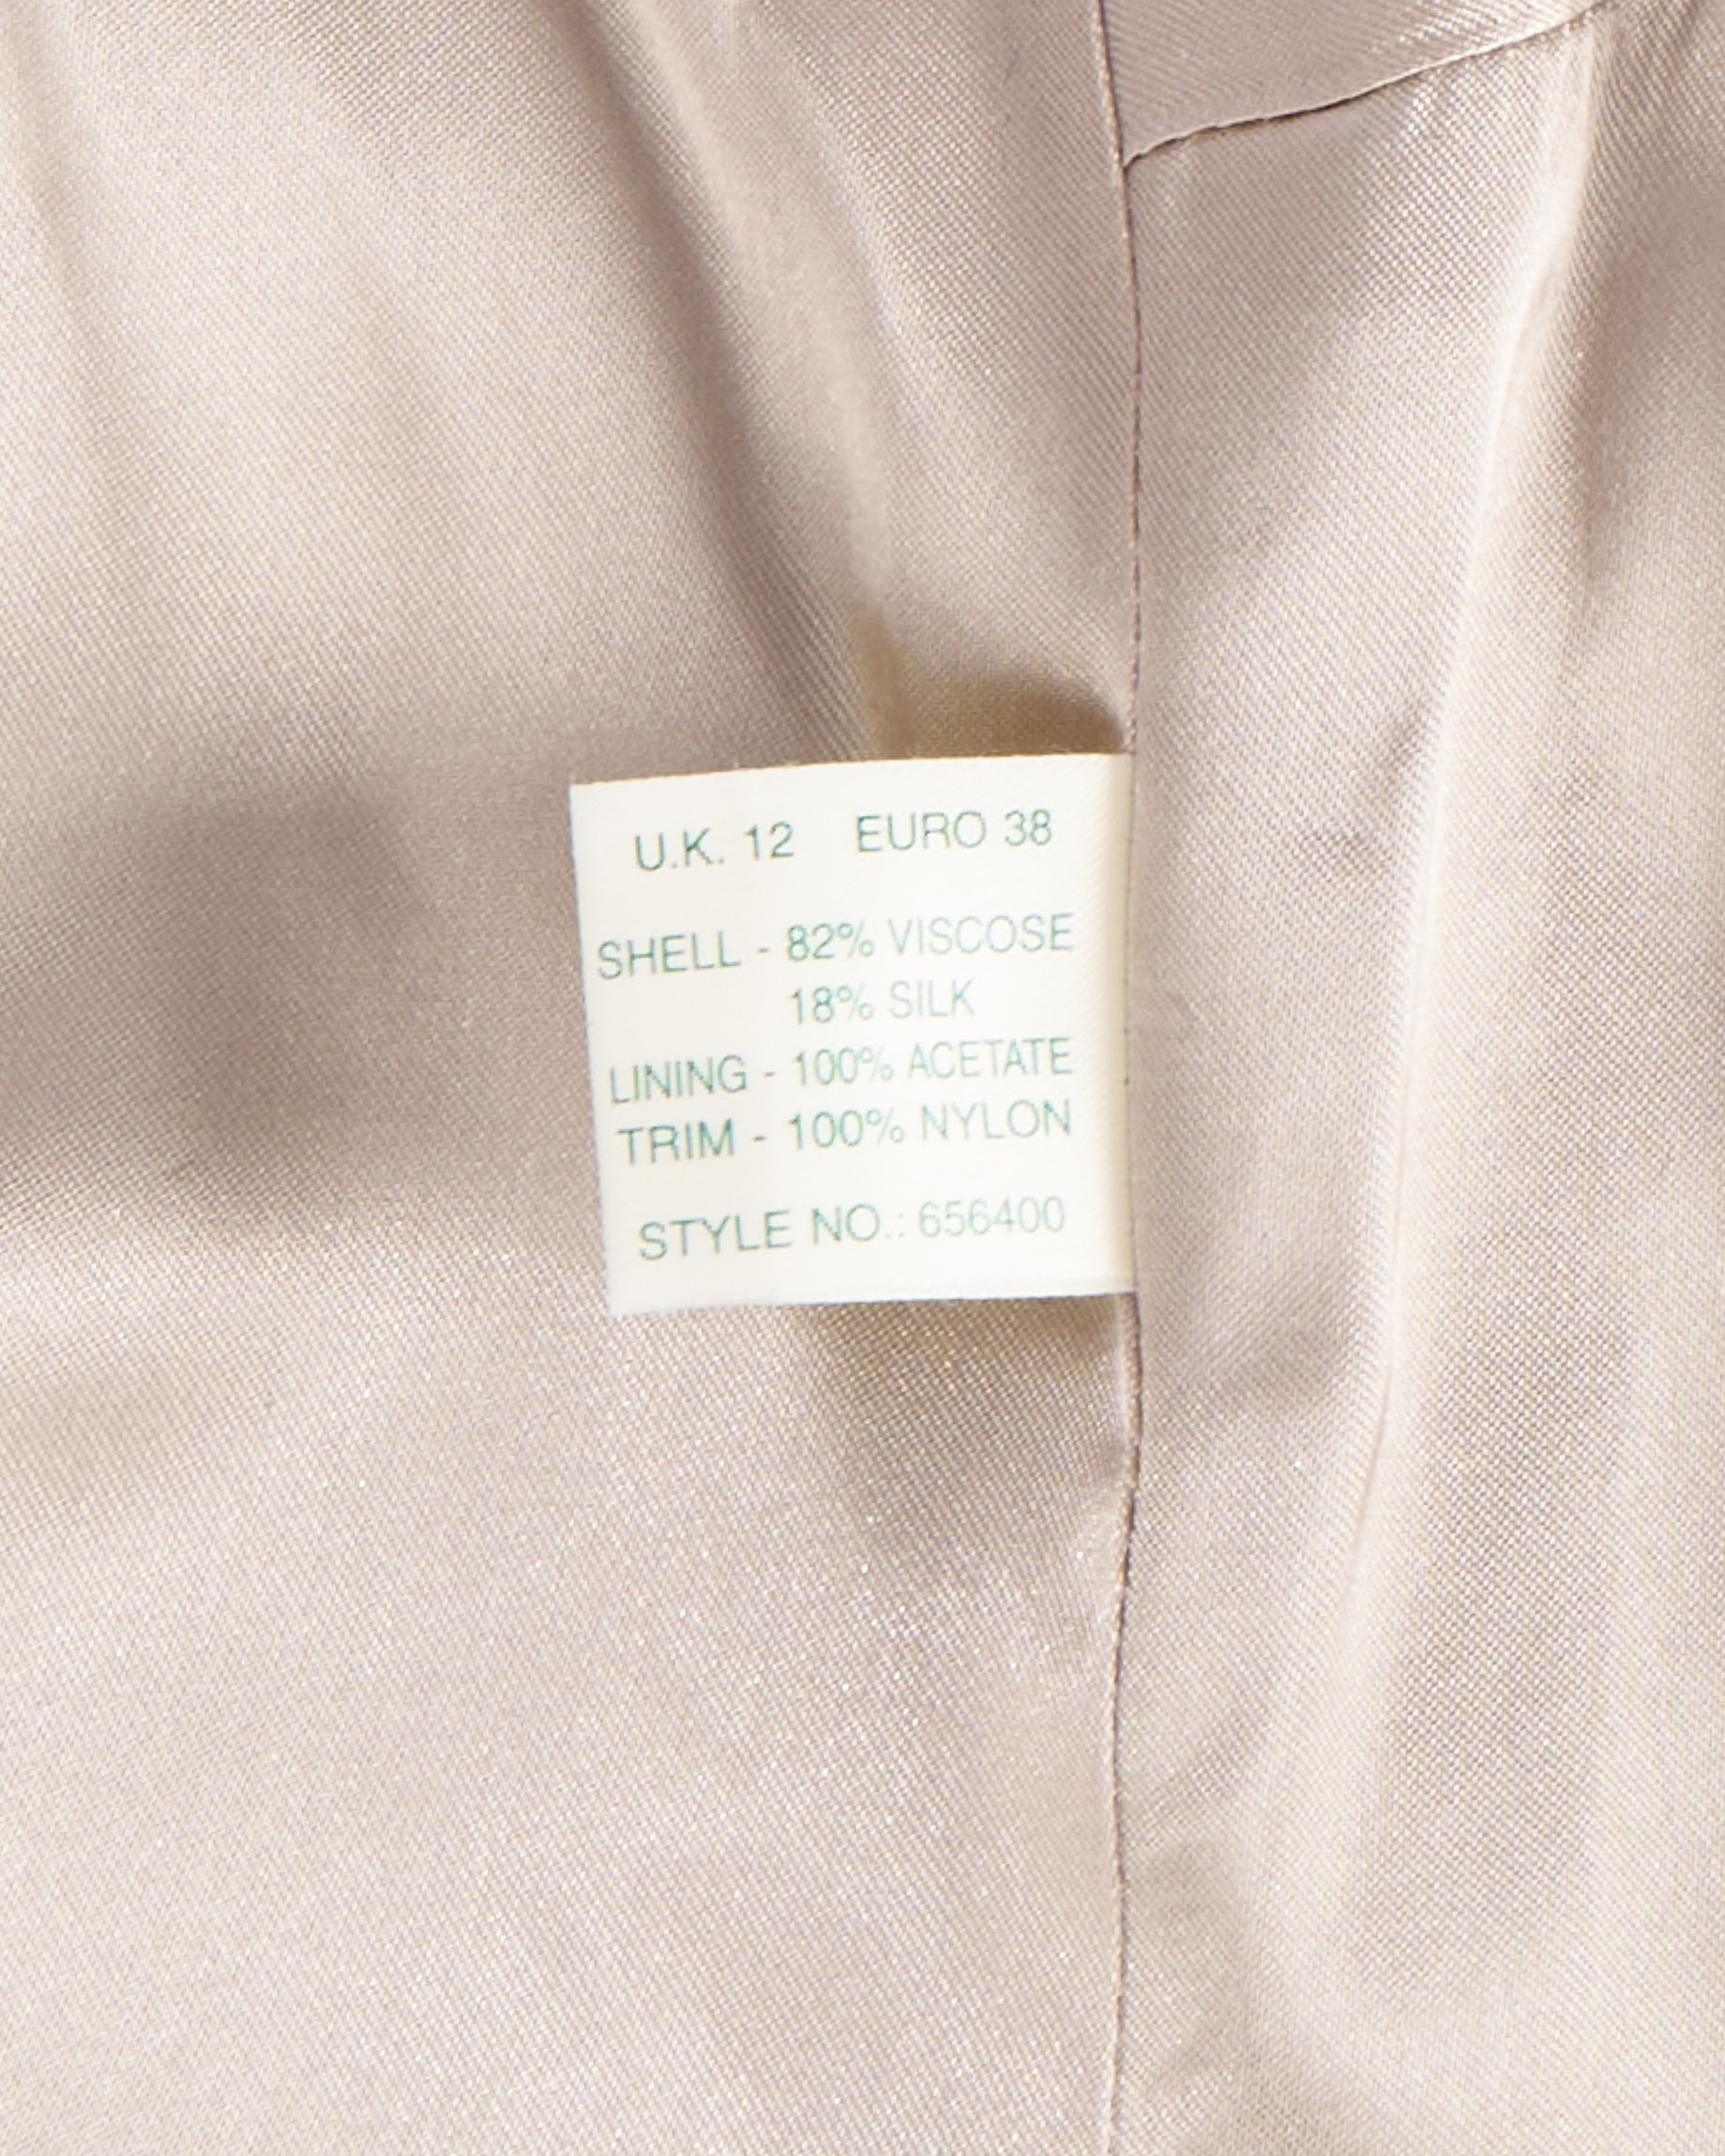 U.K. 12 EURO 38
SHELL - 82% VISCOSE
18% SILK
LINING - 100% ACETATE
TRIM - 100% NYLON
STYLE NO.: 656400